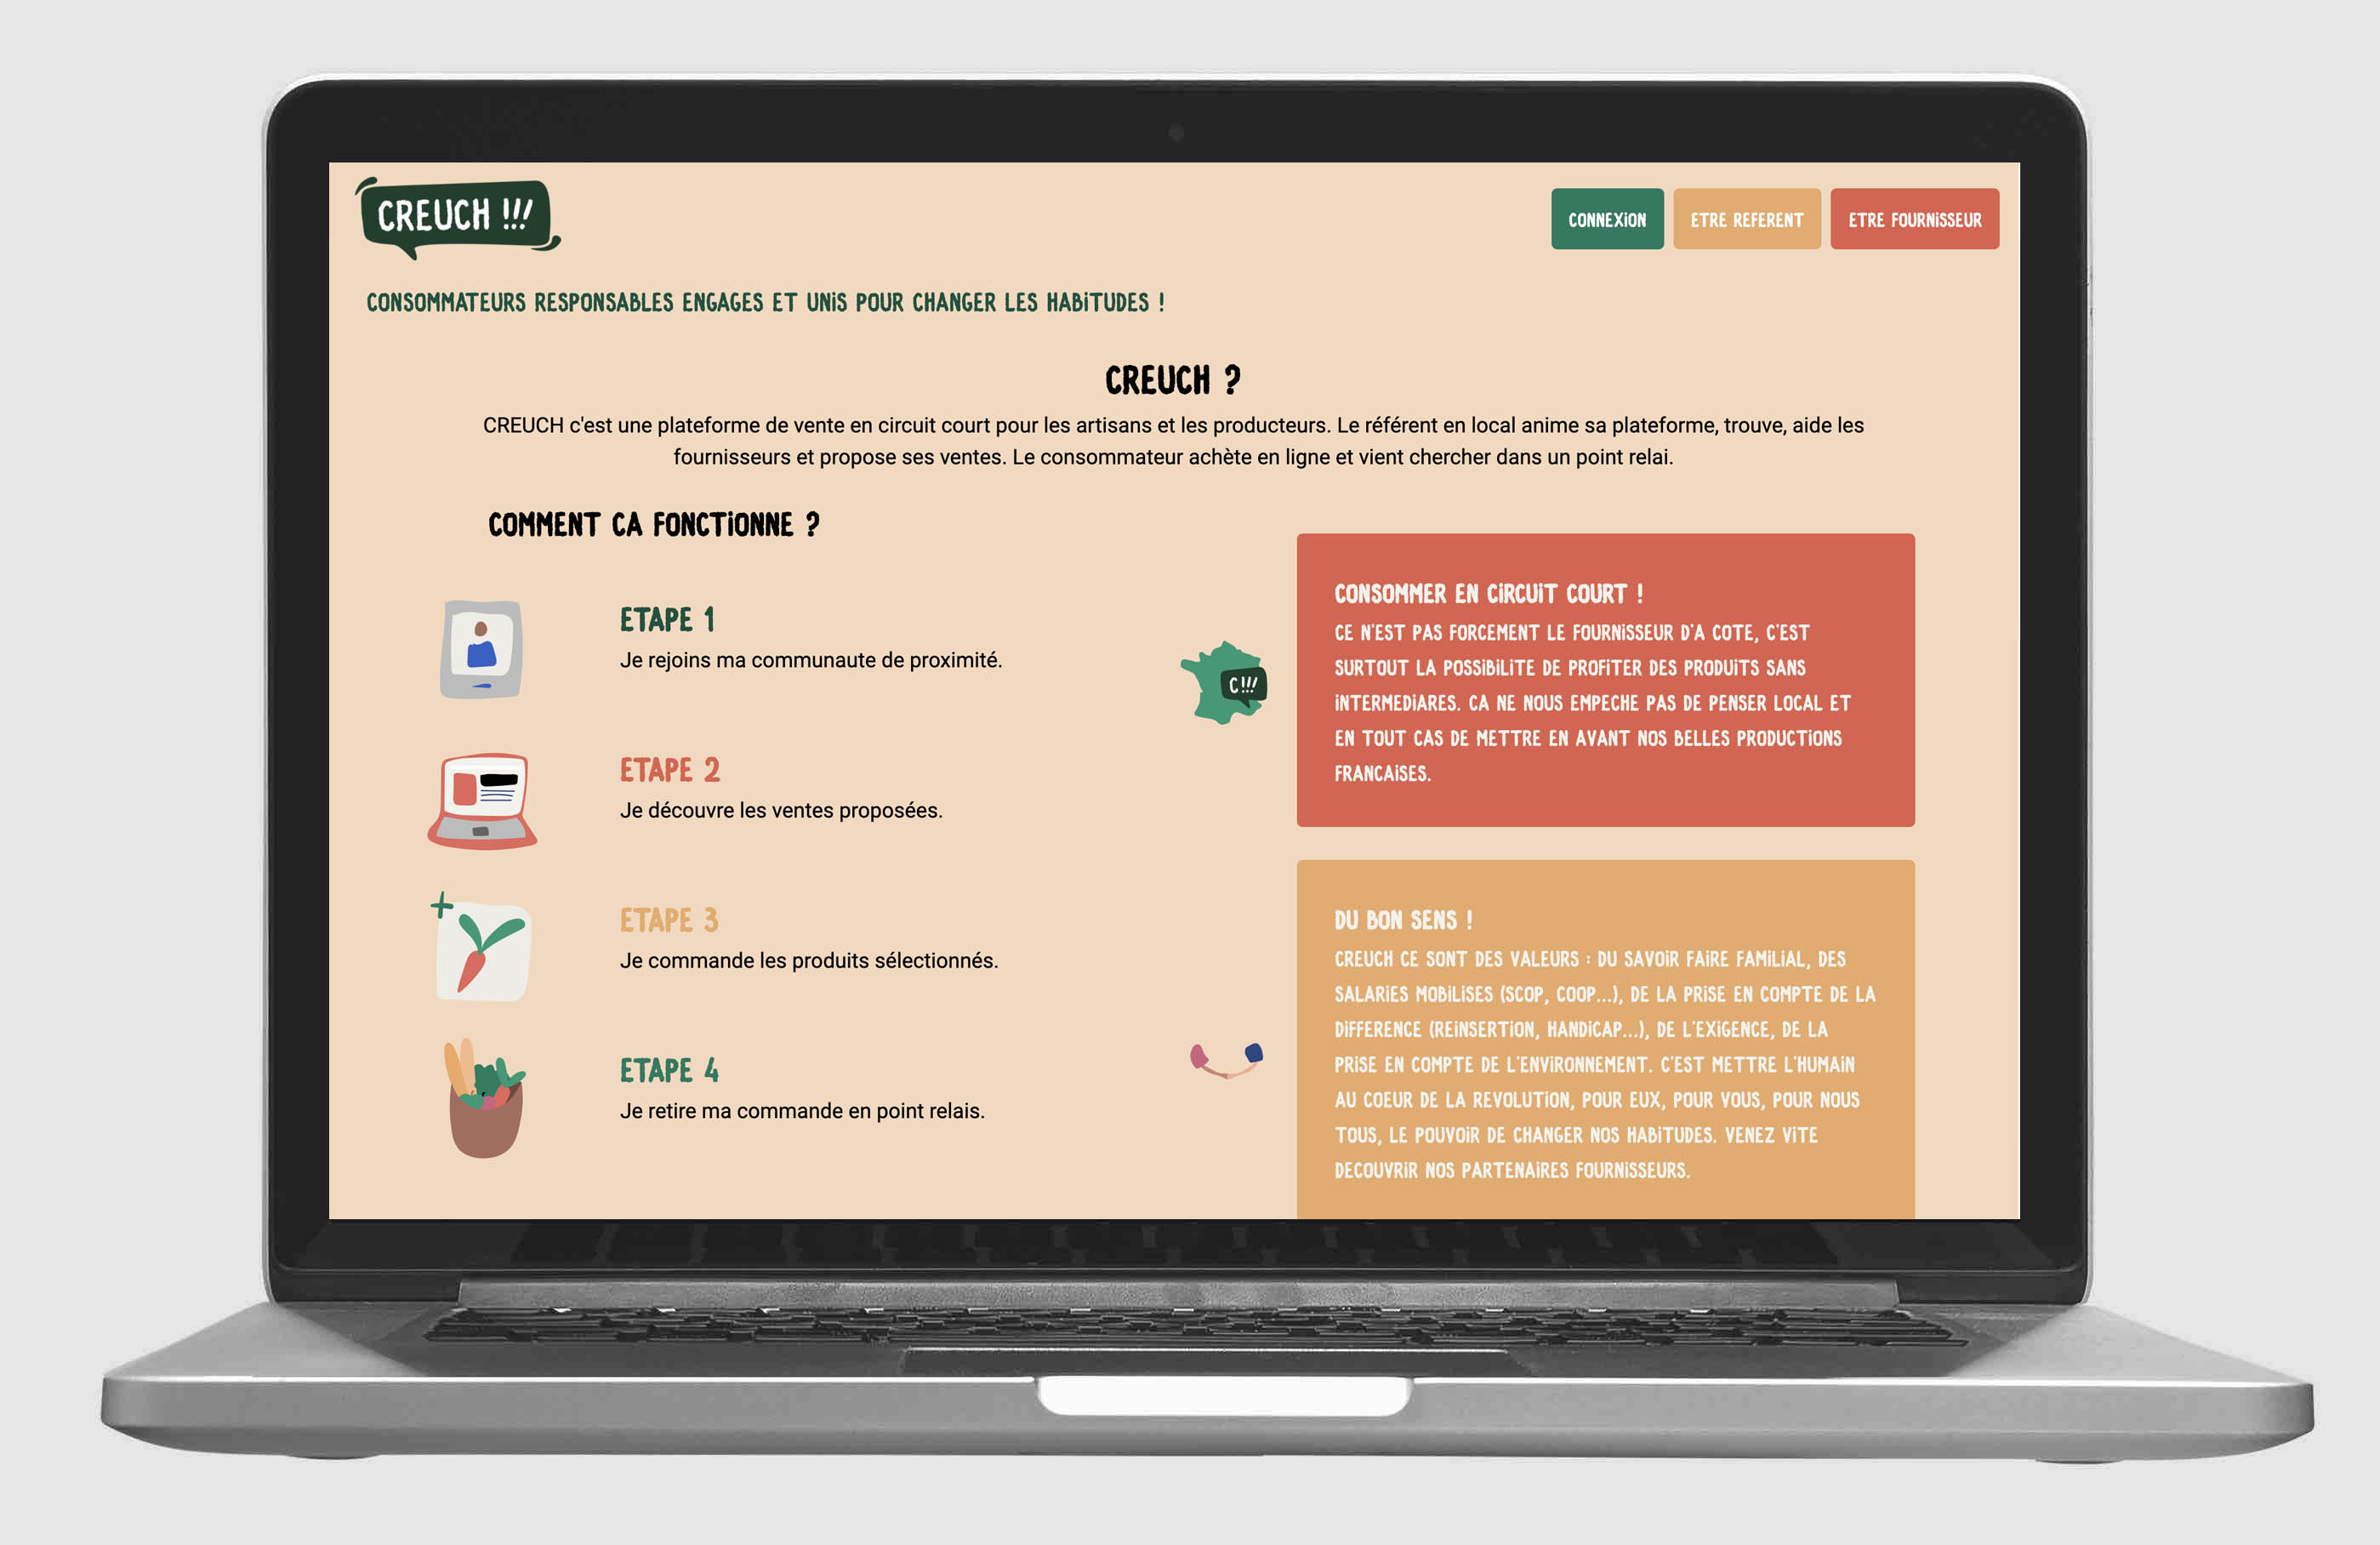 CREUCH !!!
CONNEXION
ETRE REFERENT
ETRE FOURNISSEUR
CONSOMMATEURS RESPONSABLES ENGAGES ET UNIS POUR CHANGER LES HABITUDES !
CREUCH ?
CREUCH c'est une plateforme de vente en circuit court pour les artisans et les producteurs. Le référent en local anime sa plateforme, trouve, aide les
fournisseurs et propose ses ventes. Le consommateur achète en ligne et vient chercher dans un point relai.
COMMENT CA FONCTIONNE ?
ETAPE 1
Je rejoins ma communaute de proximité.
ETAPE 2
Je découvre les ventes proposées.
ETAPE 3
Je commande les produits sélectionnés.
ETAPE 4
Je retire ma commande en point relais.
C !!!
CONSOMMER EN CIRCUIT COURT !
CE N'EST PAS FORCEMENT LE FOURNISSEUR D'A COTE, C'EST
SURTOUT LA POSSIBILITE DE PROFITER DES PRODUITS SANS
INTERMEDIARES. CA NE NOUS EMPECHE PAS DE PENSER LOCAL ET
EN TOUT CAS DE METTRE EN AVANT NOS BELLES PRODUCTIONS
FRANCAISES.
DU BON SENS !
CREUCH CE SONT DES VALEURS : DU SAVOIR FAIRE FAMILIAL, DES
SALARIES MOBILISES (SCOP, COOP...), DE LA PRISE EN COMPTE DE LA
DIFFERENCE (REINSERTION, HANDICAP...), DE L'EXIGENCE, DE LA
PRISE EN COMPTE DE L'ENVIRONNEMENT. C'EST METTRE L'HUMAIN
AU COEUR DE LA REVOLUTION, POUR EUX, POUR VOUS, POUR NOUS
TOUS, LE POUVOIR DE CHANGER NOS HABITUDES. VENEZ VITE
DECOUVRIR NOS PARTENAIRES FOURNISSEURS.